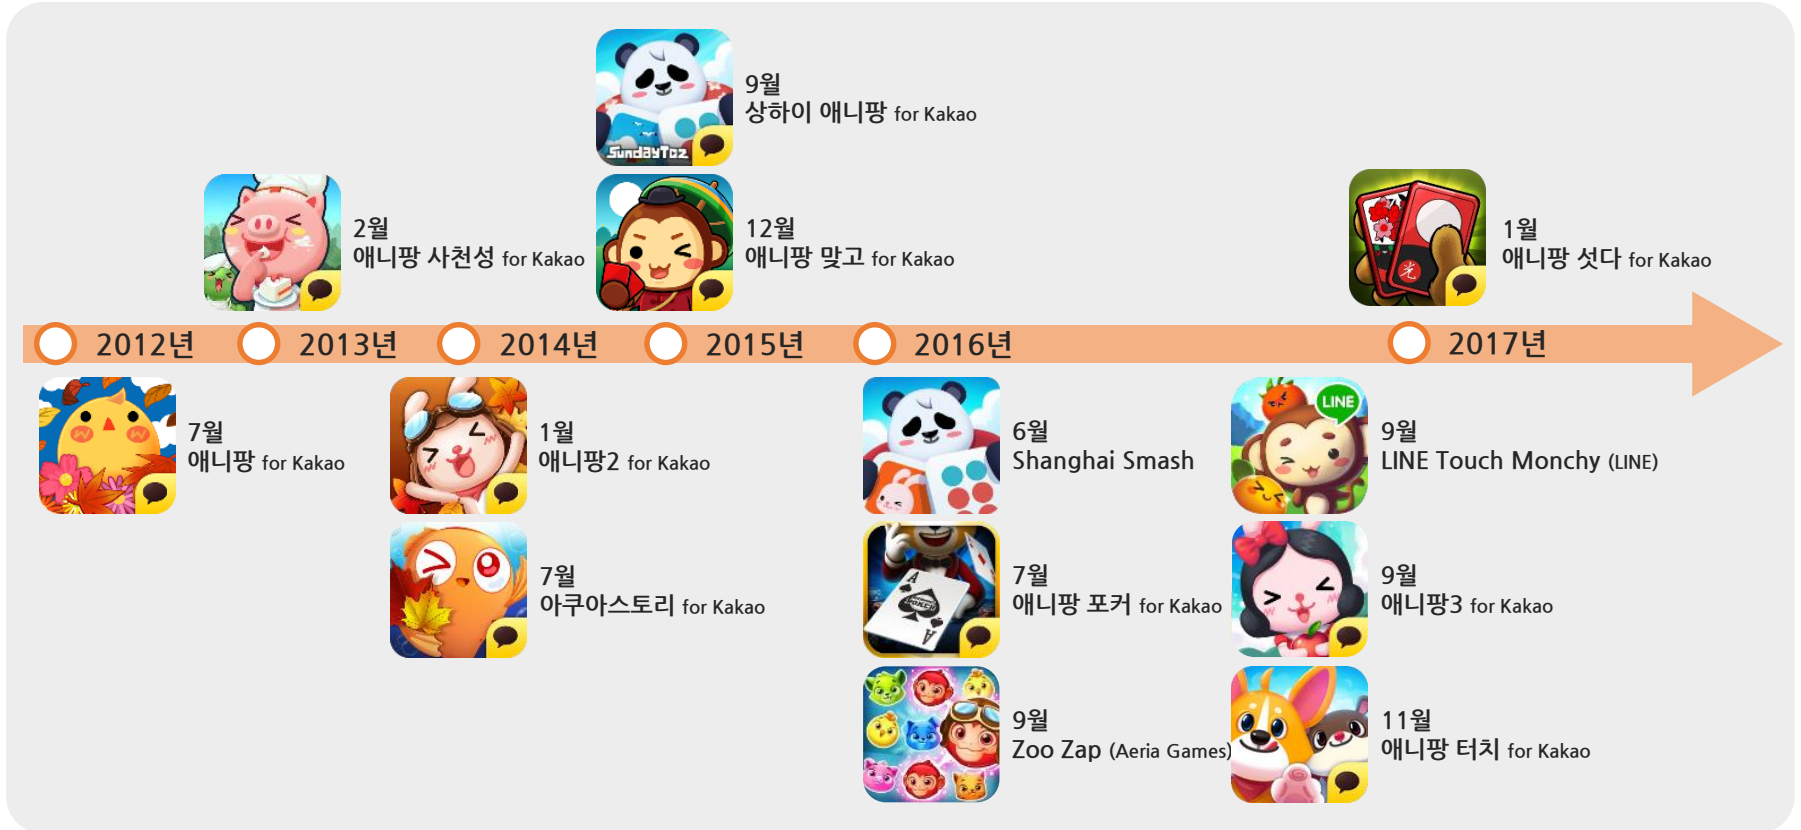 9월
상하이 애니팡 for Kakao
SundayToz
2월
애니팡 사천성 for Kakao
12월
애니팡 맞고 for Kakao
1월
애니팡 섯다 for Kakao
光
2012년
2013년
2014년
2015년
2016년
2017년
7월
애니팡 for Kakao
1월
애니팡2 for Kakao
6월
Shanghai Smash
LINE
9월
LINE Touch Monchy (LINE)
7월
아쿠아스토리 for Kakao
A
A
7월
애니팡 포커 for Kakao
9월
애니팡3 for Kakao
9월
Zoo Zap (Aeria Games)
11월
애니팡 터치 for Kakao